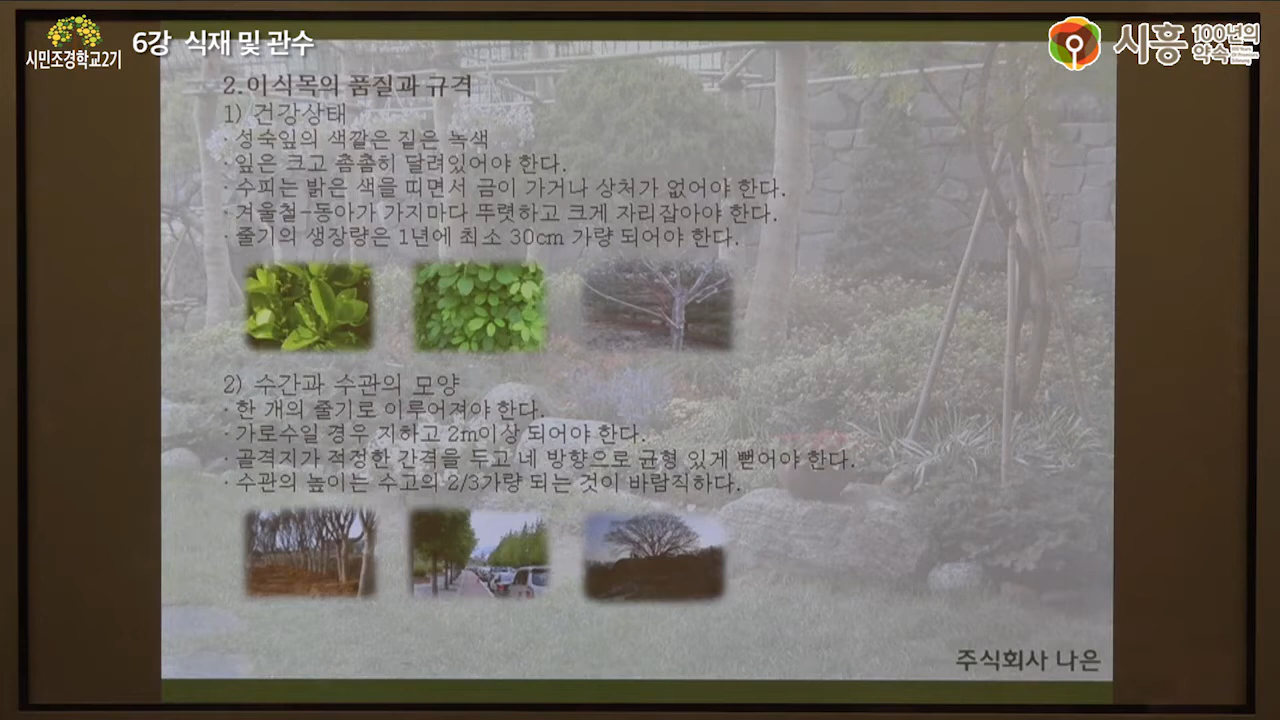 시민조경학교2기
6강 식재 및 관수
시흥 100년의 약속
2.이식목의 품질과 규격
1) 건강상태
· 성숙잎의 색깔은 짙은 녹색
· 잎은 크고 촘촘히 달려있어야 한다.
· 수피는 밝은 색을 띠면서 금이 가거나 상처가 없어야 한다.
· 겨울철-동아가 가지마다 뚜렷하고 크게 자리잡아야 한다.
· 줄기의 생장량은 1년에 최소 30cm 가량 되어야 한다.
2) 수간과 수관의 모양
· 한 개의 줄기로 이루어져야 한다.
· 가로수일 경우 지하고 2m이상 되어야 한다.
· 골격지가 적정한 간격을 두고 네 방향으로 균형 있게 뻗어야 한다.
· 수관의 높이는 수고의 2/3가량 되는 것이 바람직하다.
주식회사 나은